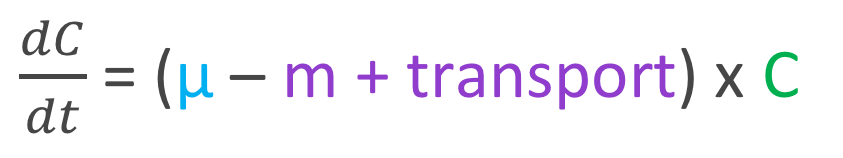 dC/dt = (μ – m + transport) x C